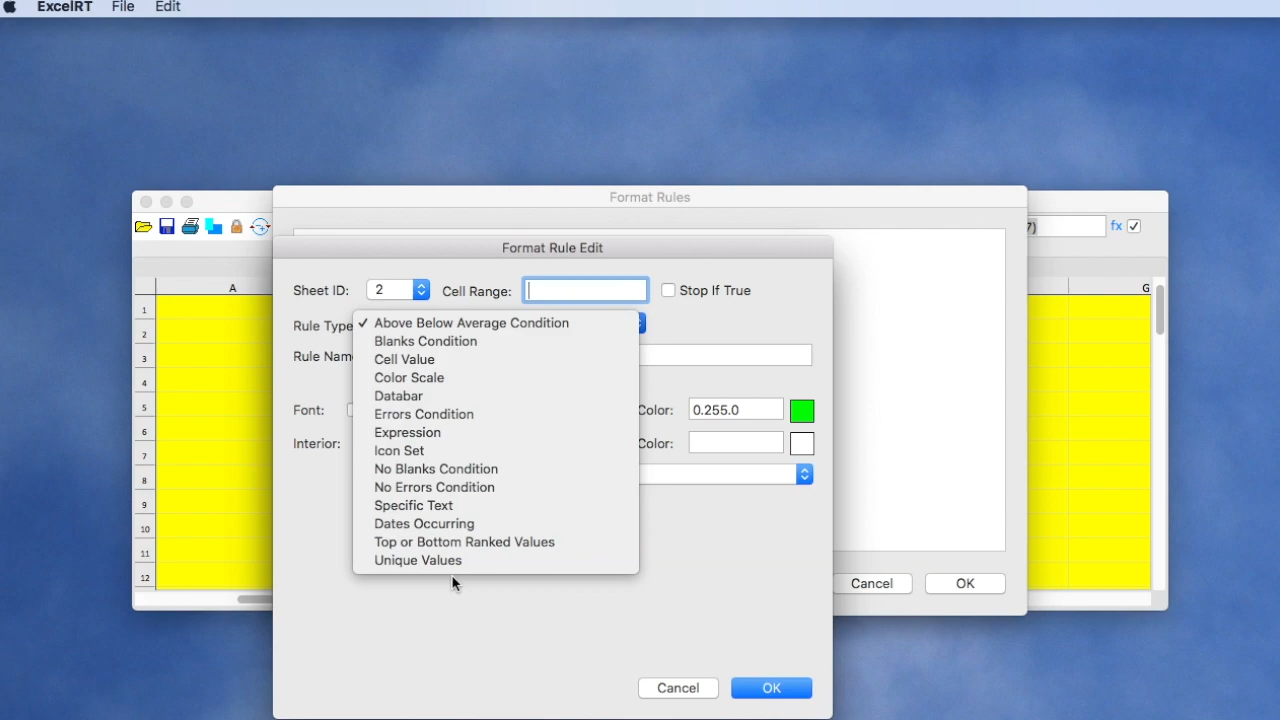 ExcelRT File Edit
Format Rules
7) fx
Format Rule Edit
Sheet ID: 2 Cell Range: Stop If True
A G
Rule Type
✓ Above Below Average Condition
Blanks Condition
Cell Value
Color Scale
Databar
Errors Condition
Expression
Icon Set
No Blanks Condition
No Errors Condition
Specific Text
Dates Occurring
Top or Bottom Ranked Values
Unique Values
Rule Nam
Font: Color: 0.255.0
Interior: Color:
1
2
3
4
5
6
7
8
9
10
11
12
Cancel OK
Cancel OK